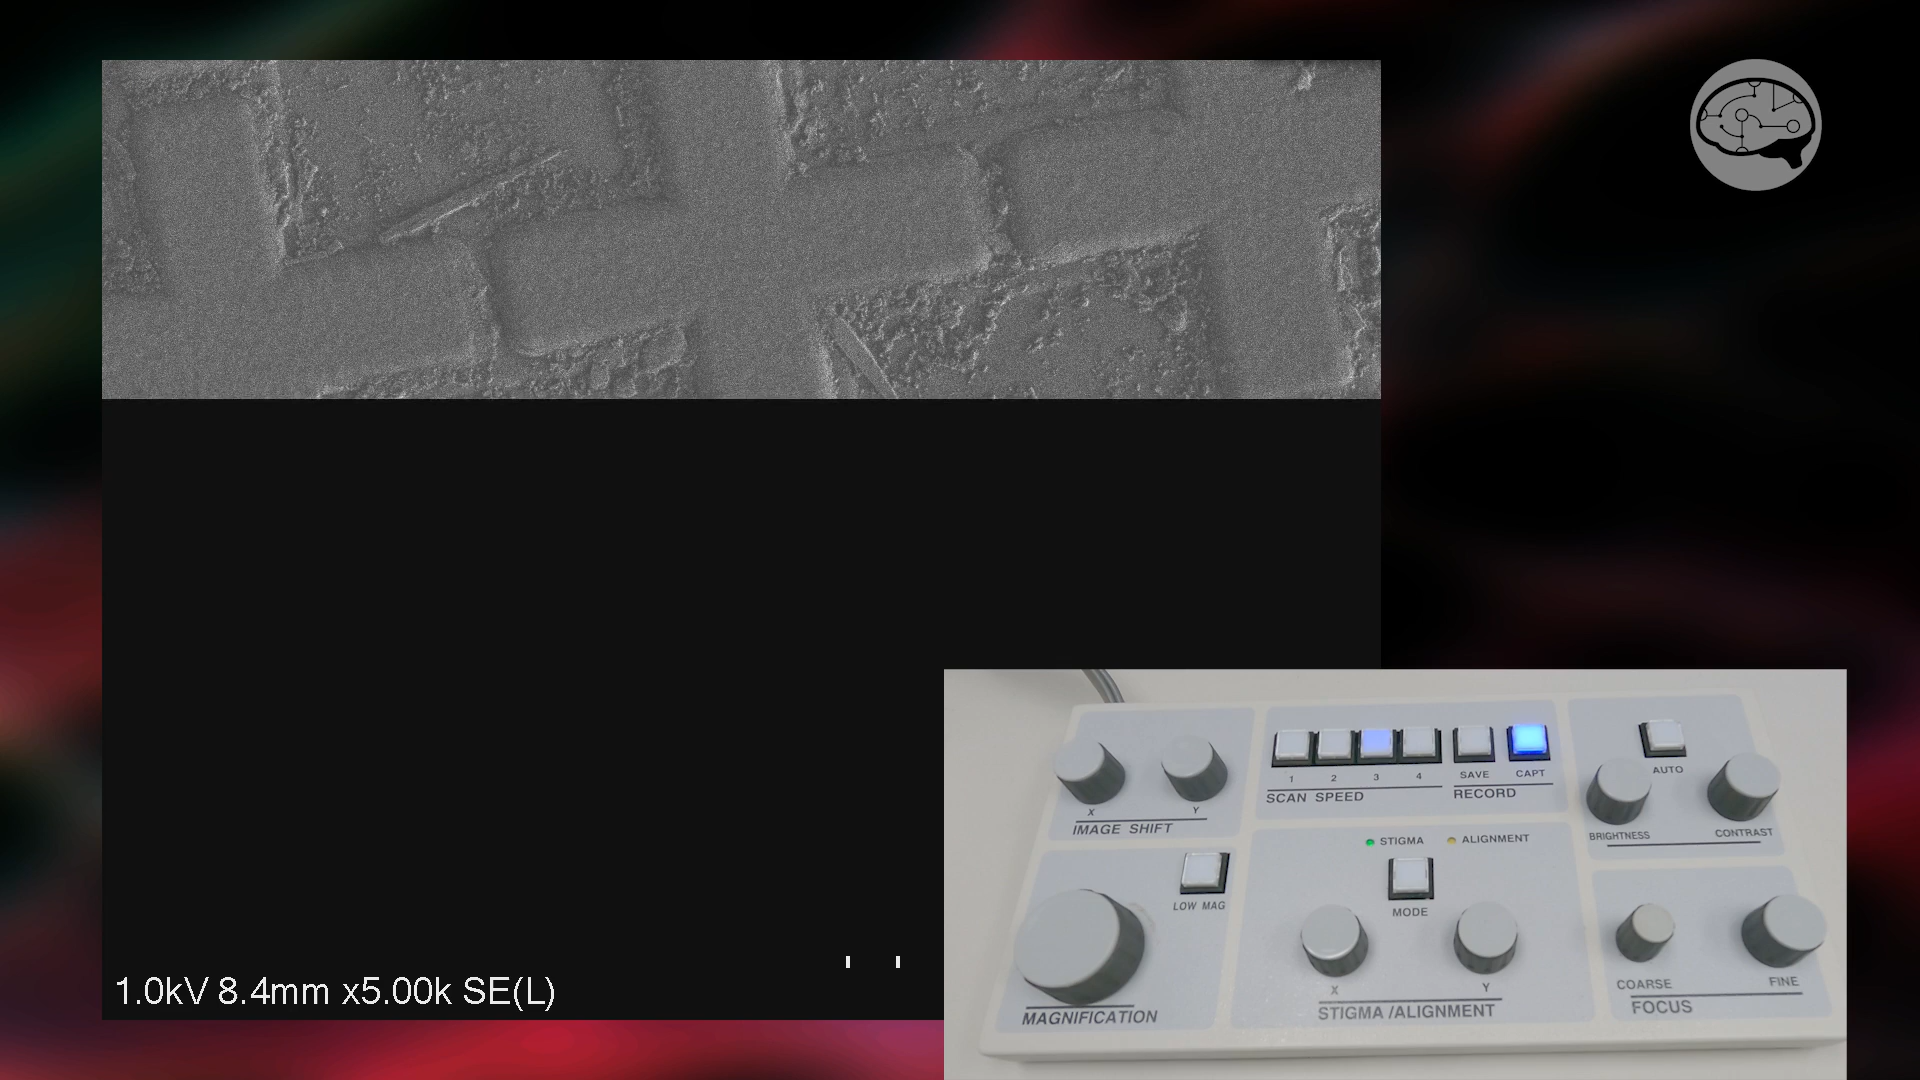 1.0kV 8.4mm x5.00k SE(L)
1 2 3 4
SAVE CAPT
SCAN SPEED
RECORD
AUTO
X Y
IMAGE SHIFT
BRIGHTNESS
CONTRAST
STIGMA ALIGNMENT
LOW MAG
MODE
X Y
COARSE
FINE
MAGNIFICATION
STIGMA/ALIGNMENT
FOCUS